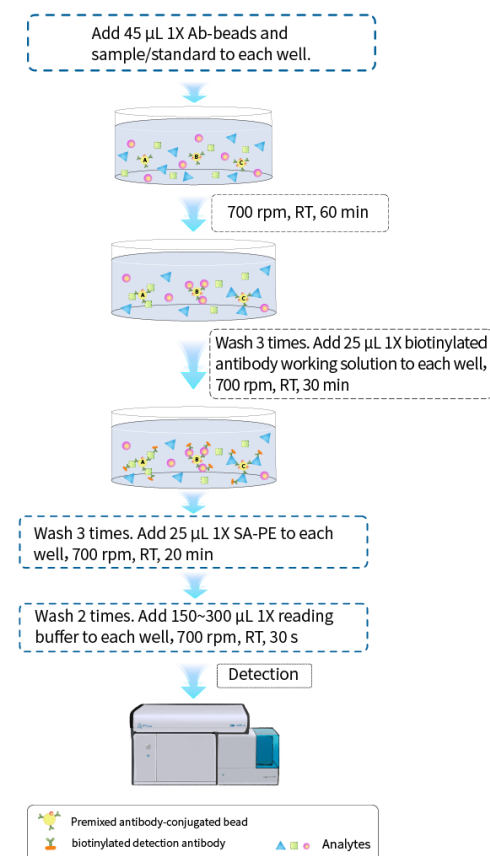 Add 45 µL 1X Ab-beads and
sample/standard to each well.
A
B
C
700 rpm, RT, 60 min
A
B
C
Wash 3 times. Add 25 µL 1X biotinylated
antibody working solution to each well,
700 rpm, RT, 30 min
A
B
C
Wash 3 times. Add 25 µL 1X SA-PE to each
well, 700 rpm, RT, 20 min
Wash 2 times. Add 150~300 µL 1X reading
buffer to each well, 700 rpm, RT, 30 s
Detection
Premixed antibody-conjugated bead
biotinylated detection antibody
Analytes